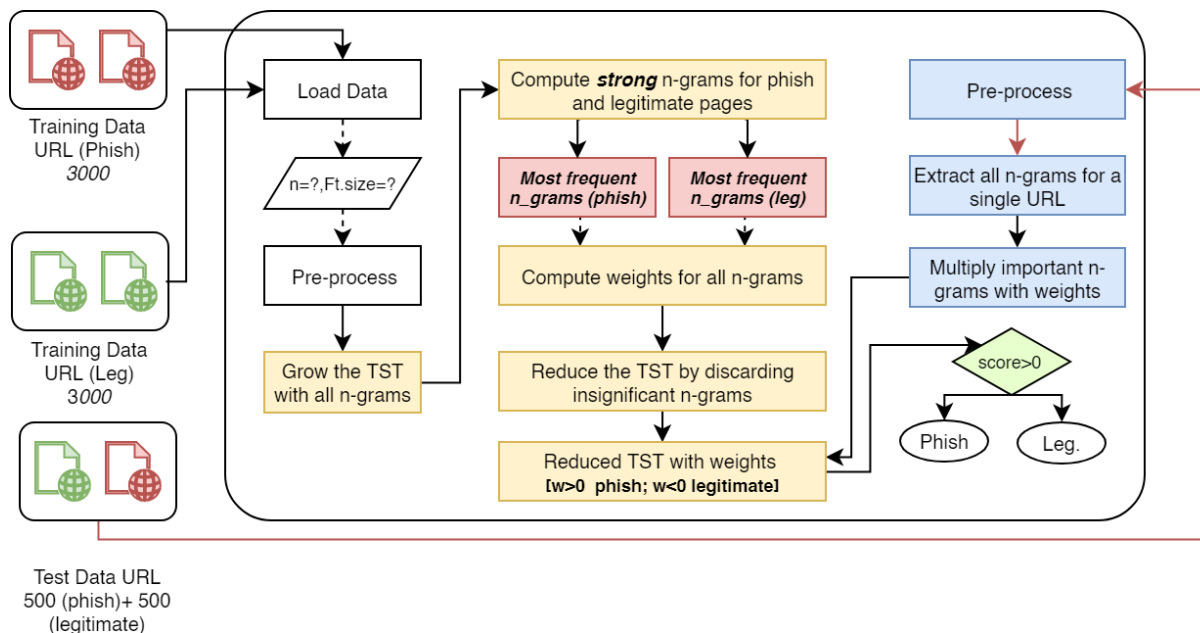 Training Data
URL (Phish)
3000
Training Data
URL (Leg)
3000
Test Data URL
500 (phish)+ 500
(legitimate)
Load Data
n=?,Ft.size=?
Pre-process
Grow the TST
with all n-grams
Compute strong n-grams for phish
and legitimate pages
Most frequent
n_grams (phish)
Most frequent
n_grams (leg)
Compute weights for all n-grams
Reduce the TST by discarding
insignificant n-grams
Reduced TST with weights
[w>0 phish; w<0 legitimate]
Pre-process
Extract all n-grams for a
single URL
Multiply important n-
grams with weights
score>0
Phish
Leg.